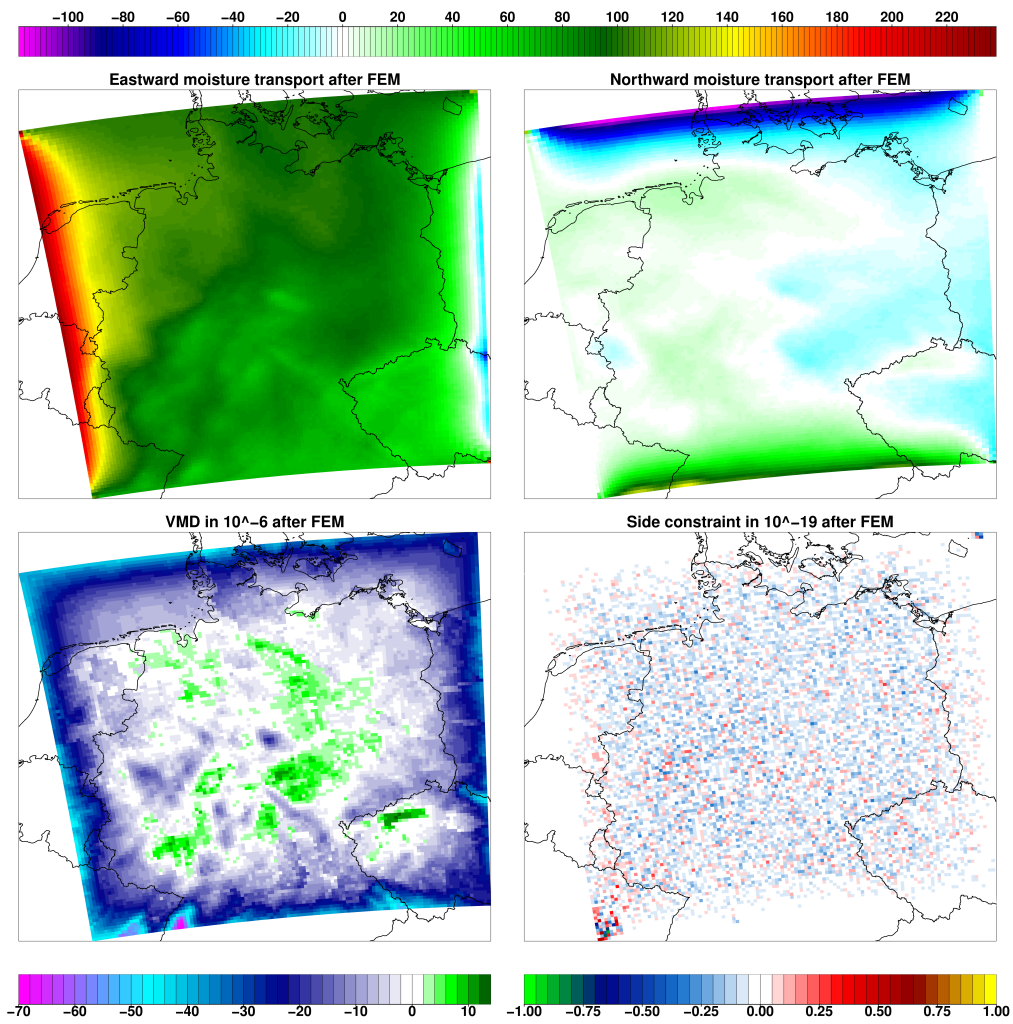 −100 −80 −60 −40 −20 0 20 40 60 80 100 120 140 160 180 200 220
Eastward moisture transport after FEM
Northward moisture transport after FEM
VMD in 10^−6 after FEM
Side constraint in 10^−19 after FEM
−70 −60 −50 −40 −30 −20 −10 0 10
−1.00 −0.75 −0.50 −0.25 0.00 0.25 0.50 0.75 1.00